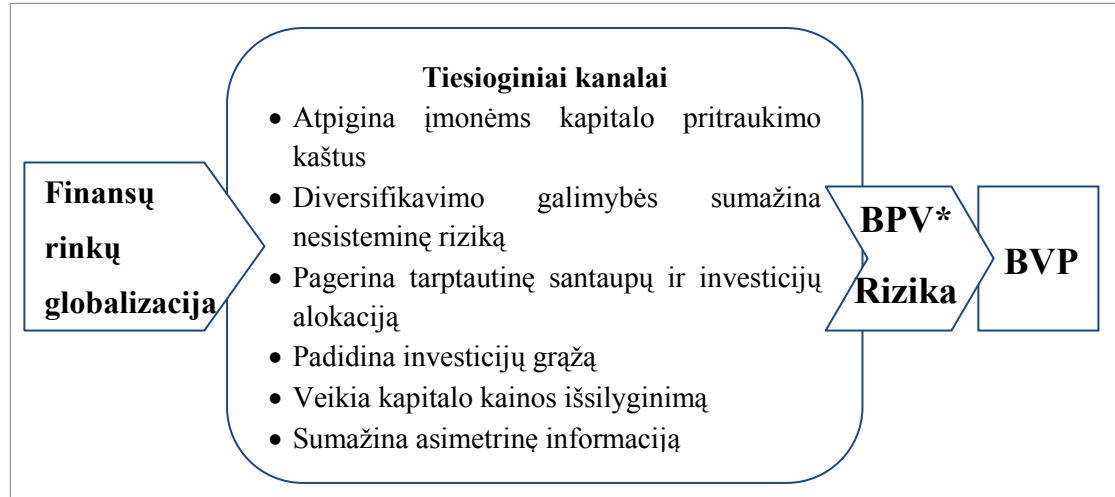 Finansų
rinkų
globalizacija
Tiesioginiai kanalai
• Atpigina įmonėms kapitalo pritraukimo
kaštus
• Diversifikavimo galimybės sumažina
nesisteminę riziką
• Pagerina tarptautinę santaupų ir investicijų
alokaciją
• Padidina investicijų grąžą
• Veikia kapitalo kainos išsilyginimą
• Sumažina asimetrinę informaciją
BPV*
Rizika
BVP